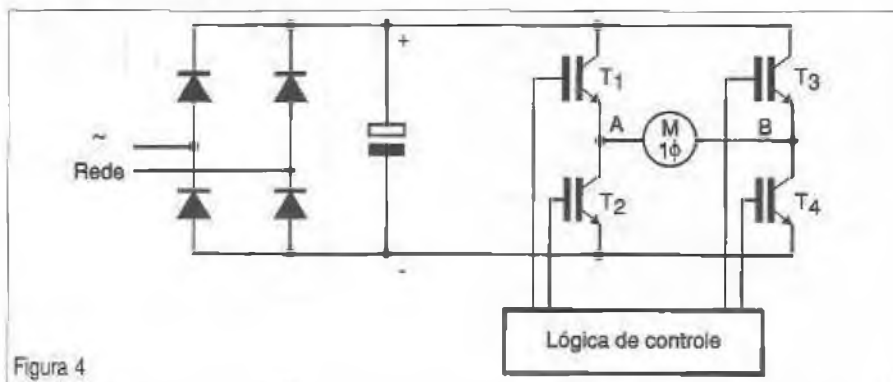 +
T1
T3
A
M
1ϕ
B
~
Rede
T2
T4
-
Lógica de controle
Figura 4